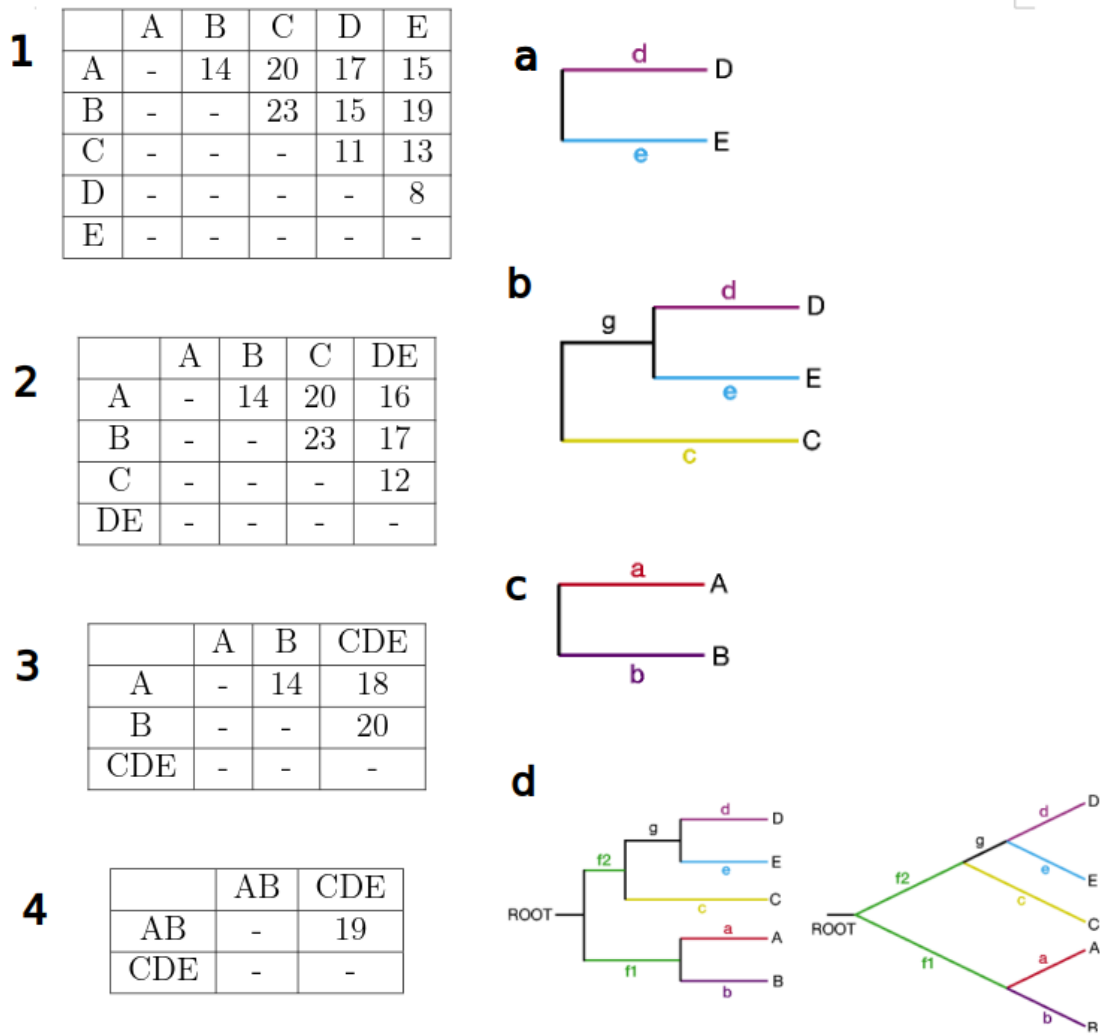 1
A B C D E
A - 14 20 17 15
B - - 23 15 19
C - - - 11 13
D - - - - 8
E - - - - -
a
d
D
e
E
2
A B C DE
A - 14 20 16
B - - 23 17
C - - - 12
DE - - - -
b
g
d
D
e
E
c
C
3
A B CDE
A - 14 18
B - - 20
CDE - - -
c
a
A
b
B
4
AB CDE
AB - 19
CDE - -
d
ROOT
f2
g
d
D
e
E
c
C
f1
a
A
b
B
ROOT
f2
g
d
D
e
E
c
C
f1
a
A
b
B